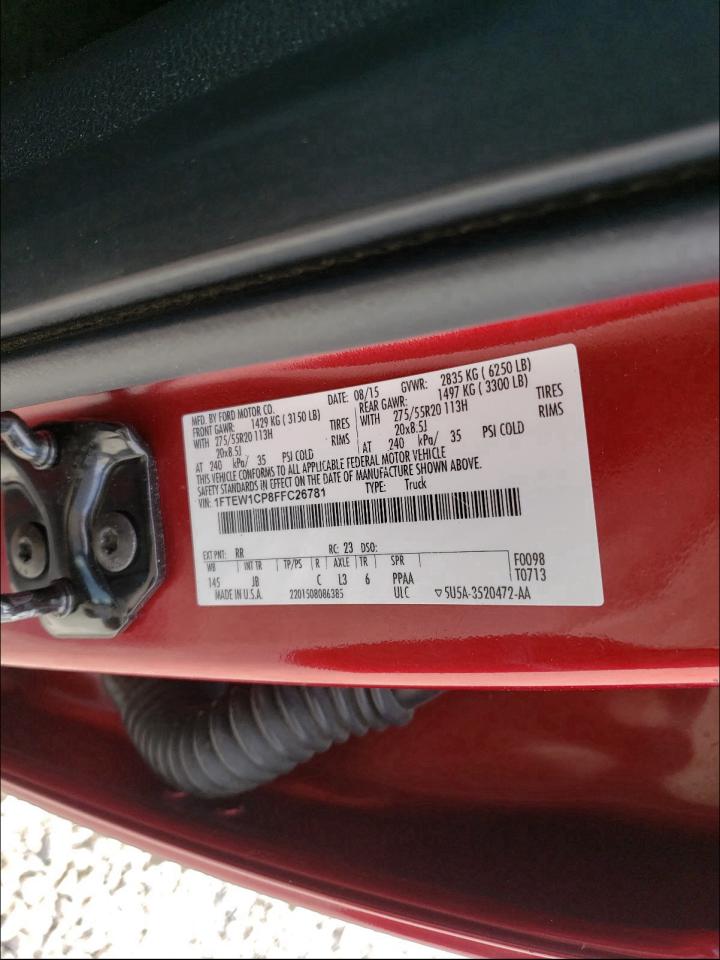 MFD. BY FORD MOTOR CO.
DATE: 08/15 GVWR: 2835 KG ( 6250 LB)
FRONT GAWR: 1429 KG ( 3150 LB) REAR GAWR: 1497 KG ( 3300 LB)
WITH 275/55R20 113H TIRES WITH 275/55R20 113H TIRES
20x8.5J RIMS 20x8.5J RIMS
AT 240 kPa/ 35 PSI COLD AT 240 kPa/ 35 PSI COLD
THIS VEHICLE CONFORMS TO ALL APPLICABLE FEDERAL MOTOR VEHICLE
SAFETY STANDARDS IN EFFECT ON THE DATE OF MANUFACTURE SHOWN ABOVE.
VIN: 1FTEW1CP8FFC26781 TYPE: Truck
EXT PNT: RR RC: 23 DSO: F0098
WB INT TR TP/PS R AXLE TR SPR T0713
145 JB C L3 6 PPAA
MADE IN U.S.A. 2201508086385 ULC ▽5U5A-3520472-AA